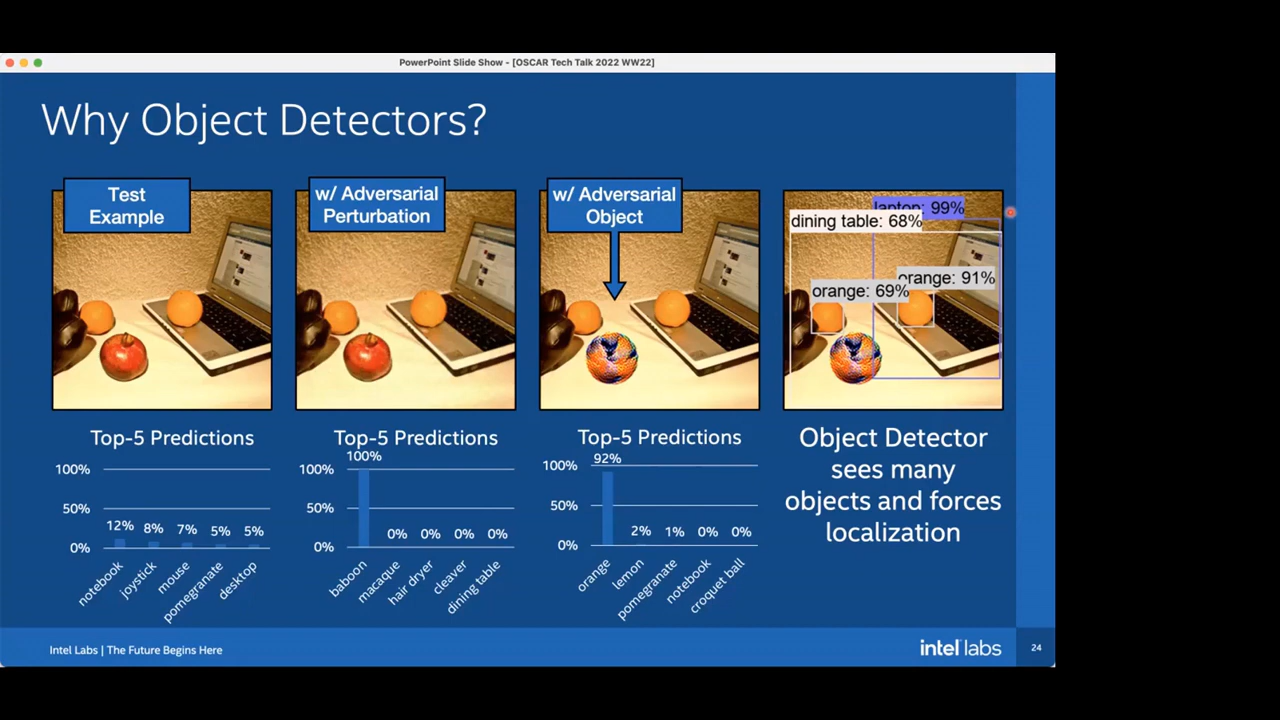 PowerPoint Slide Show - [OSCAR Tech Talk 2022 WW22]
Why Object Detectors?
Test
Example
w/ Adversarial
Perturbation
w/ Adversarial
Object
laptop: 99%
dining table: 68%
orange: 91%
orange: 69%
Top-5 Predictions
100%
50%
0%
12%
8%
7%
5%
5%
notebook
joystick
mouse
pomegranate
desktop
Top-5 Predictions
100%
50%
0%
100%
0%
0%
0%
0%
baboon
macaque
hair dryer
cleaver
dining table
Top-5 Predictions
100%
50%
0%
92%
2%
1%
0%
0%
orange
lemon
pomegranate
notebook
croquet ball
Object Detector
sees many
objects and forces
localization
Intel Labs | The Future Begins Here
intel labs
24